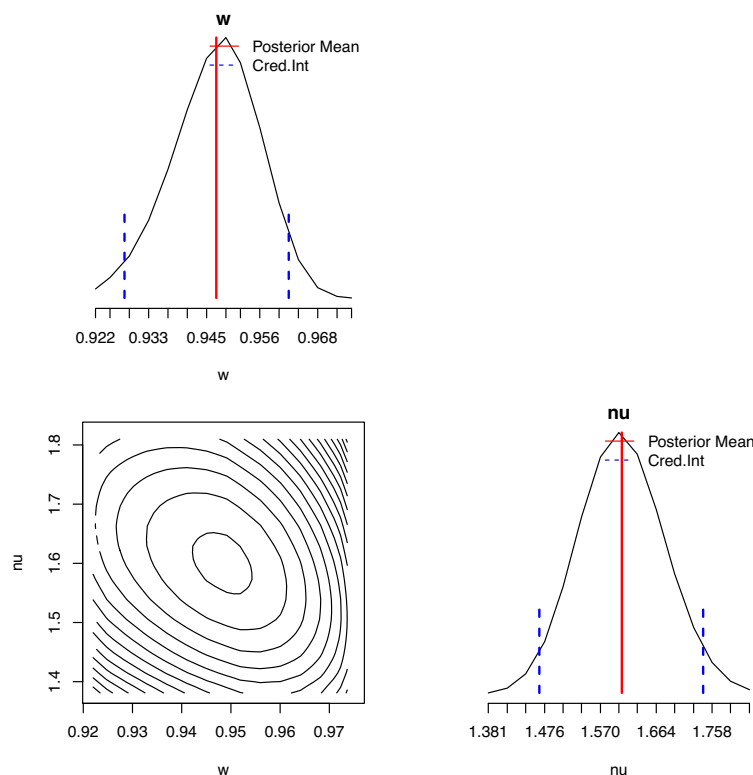 w
Posterior Mean
Cred.Int
0.922 0.933 0.945 0.956 0.968
w
nu
1.4 1.5 1.6 1.7 1.8
0.92 0.93 0.94 0.95 0.96 0.97
w
nu
Posterior Mean
Cred.Int
1.381 1.476 1.570 1.664 1.758
nu